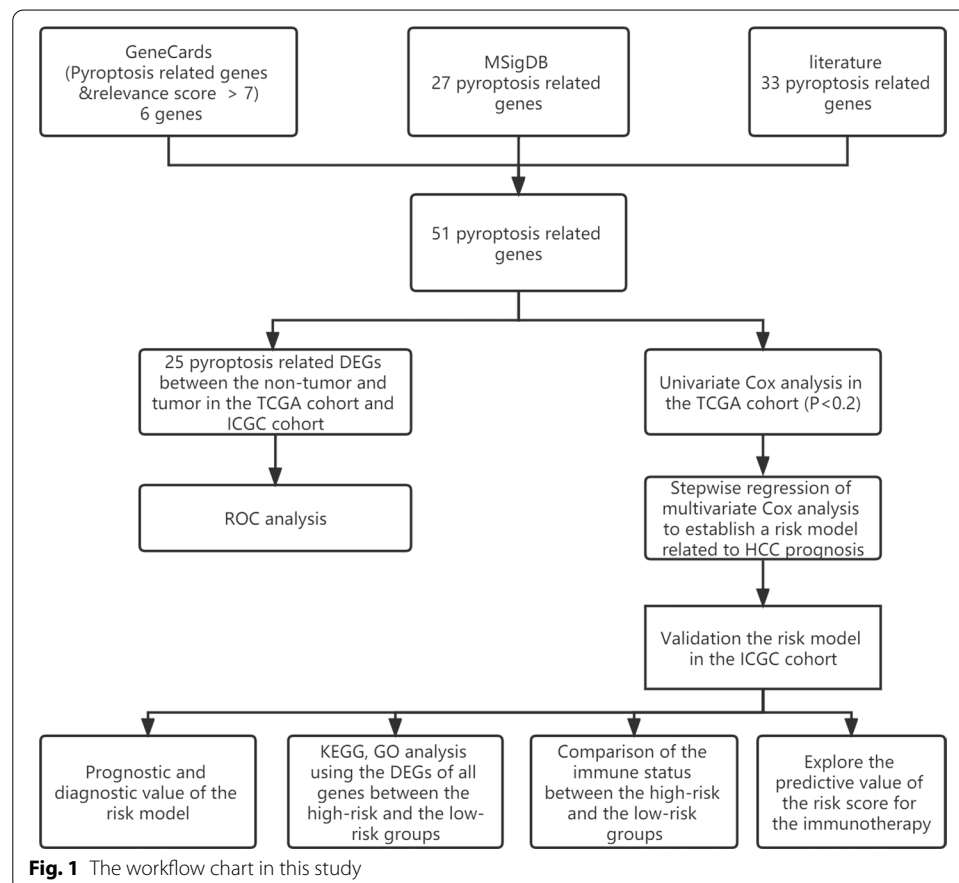 GeneCards
(Pyroptosis related genes
&relevance score > 7)
6 genes
MSigDB
27 pyroptosis related
genes
literature
33 pyroptosis related
genes
51 pyroptosis related
genes
25 pyroptosis related DEGs
between the non-tumor and
tumor in the TCGA cohort and
ICGC cohort
Univariate Cox analysis in
the TCGA cohort (P<0.2)
ROC analysis
Stepwise regression of
multivariate Cox analysis
to establish a risk model
related to HCC prognosis
Validation the risk model
in the ICGC cohort
Prognostic and
diagnostic value of the
risk model
KEGG, GO analysis
using the DEGs of all
genes between the
high-risk and the low-
risk groups
Comparison of the
immune status
between the high-risk
and the low-risk
groups
Explore the
predictive value of
the risk score for
the immunotherapy
Fig. 1 The workflow chart in this study